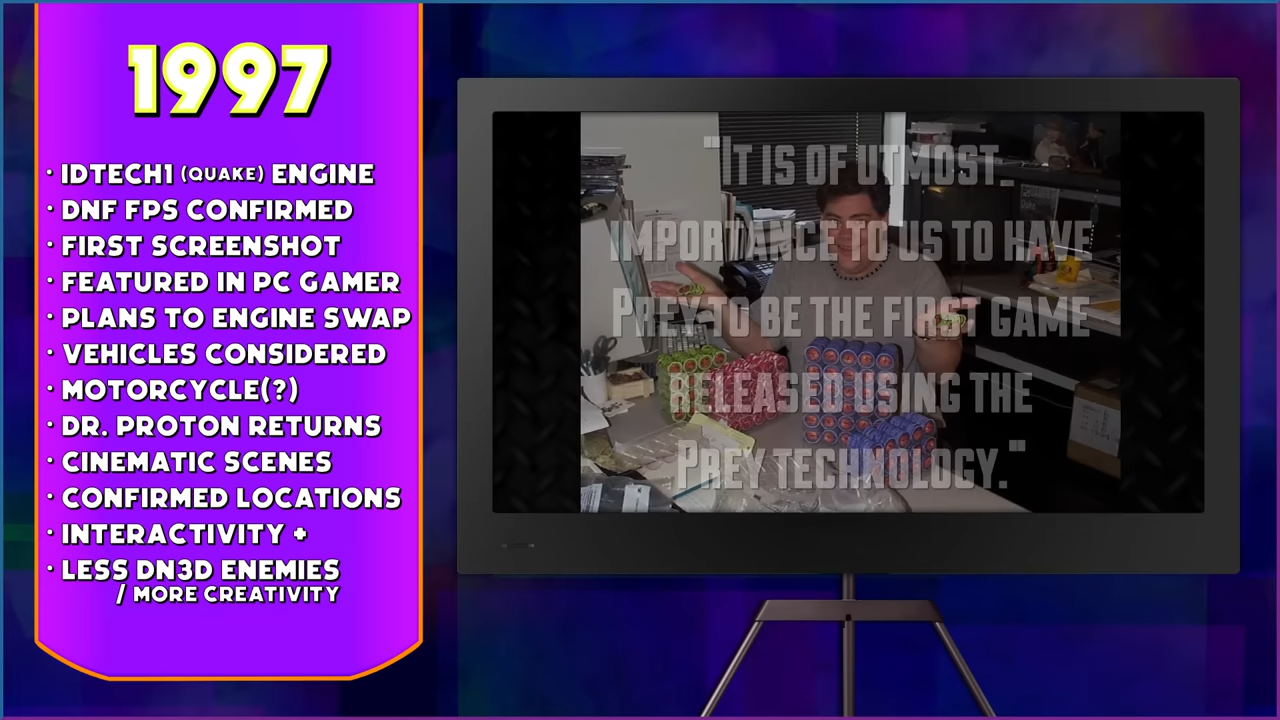 1997
· IDTECH1 (QUAKE) ENGINE
· DNF FPS CONFIRMED
· FIRST SCREENSHOT
· FEATURED IN PC GAMER
· PLANS TO ENGINE SWAP
· VEHICLES CONSIDERED
· MOTORCYCLE(?)
· DR. PROTON RETURNS
· CINEMATIC SCENES
· CONFIRMED LOCATIONS
· INTERACTIVITY +
· LESS DN3D ENEMIES
/ MORE CREATIVITY
"IT IS OF UTMOST
IMPORTANCE TO US TO HAVE
PREY TO BE THE FIRST GAME
RELEASED USING THE
PREY TECHNOLOGY."